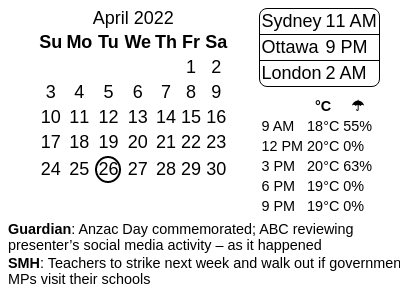 April 2022
Su Mo Tu We Th Fr Sa
1 2
3 4 5 6 7 8 9
10 11 12 13 14 15 16
17 18 19 20 21 22 23
24 25 26 27 28 29 30
Sydney 11 AM
Ottawa 9 PM
London 2 AM
°C ☂
9 AM 18°C 55%
12 PM 20°C 0%
3 PM 20°C 63%
6 PM 19°C 0%
9 PM 19°C 0%
Guardian: Anzac Day commemorated; ABC reviewing
presenter’s social media activity – as it happened
SMH: Teachers to strike next week and walk out if governmen
MPs visit their schools